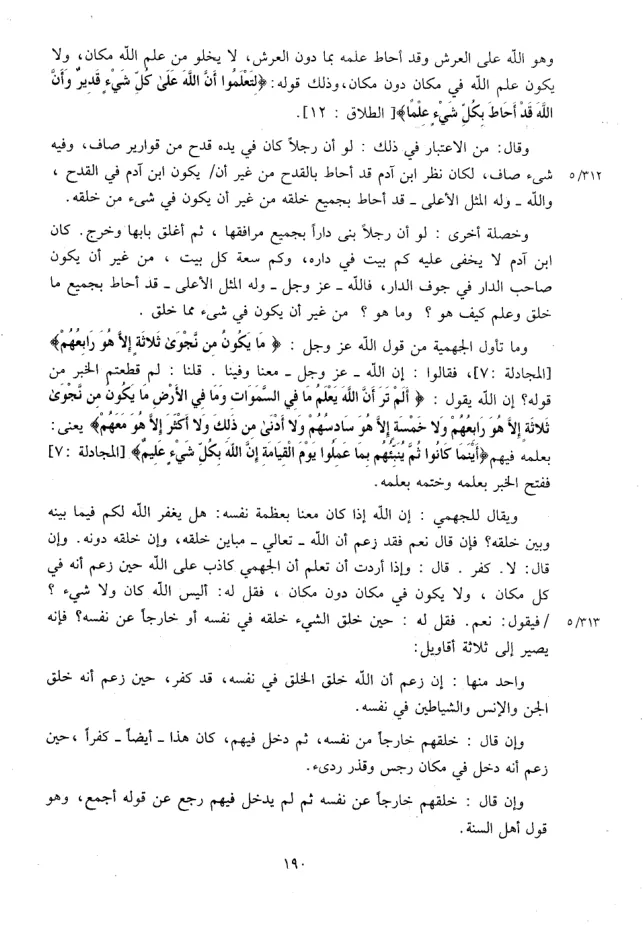 وهو الله على العرش وقد أحاط علمه بما دون العرش، لا يخلو من علم الله مكان، ولا
يكون علم الله في مكان دون مكان، وذلك قوله: ﴿لتَعْلَمُوا أَنَّ اللَّهَ عَلَىٰ كُلِّ شَيْءٍ قَدِيرٌ وَأَنَّ
اللَّهَ قَدْ أَحَاطَ بِكُلِّ شَيْءٍ عِلْمًا﴾ [ الطلاق : ١٢].
وقال: من الاعتبار في ذلك : لو أن رجلاً كان في يده قدح من قوارير صاف، وفيه
٥/٣١٢ شىء صاف، لكان نظر ابن آدم قد أحاط بالقدح من غير أن/ يكون ابن آدم في القدح ،
والله ـ وله المثل الأعلى ـ قد أحاط بجميع خلقه من غير أن يكون في شىء من خلقه.
وخصلة أخرى : لو أن رجلاً بنى داراً بجميع مرافقها ، ثم أغلق بابها وخرج. كان
ابن آدم لا يخفى عليه كم بيت في داره، وكم سعة كل بيت ، من غير أن يكون
صاحب الدار في جوف الدار، فالله ـ عز وجل ـ وله المثل الأعلى ـ قد أحاط بجميع ما
خلق وعلم كيف هو ؟ وما هو ؟ من غير أن يكون في شىء مما خلق .
وما تأول الجهمية من قول الله عز وجل : ﴿ مَا يَكُونُ مِن نَّجْوَىٰ ثَلاثَةٍ إِلاَّ هُوَ رَابِعُهُمْ﴾
[المجادلة :٧]، فقالوا : إن الله ـ عز وجل ـ معنا وفينا . قلنا : لم قطعتم الخبر من
قوله؟ إن الله يقول : ﴿ أَلَمْ تَرَ أَنَّ اللَّهَ يَعْلَمُ مَا فِي السَّمَوَاتِ وَمَا فِي الأَرْضِ مَا يَكُونُ مِن نَّجْوَىٰ
ثَلاثَةٍ إِلاَّ هُوَ رَابِعُهُمْ وَلا خَمْسَةٍ إِلاَّ هُوَ سَادِسُهُمْ وَلا أَدْنَىٰ مِن ذَلِكَ وَلا أَكْثَرَ إِلاَّ هُوَ مَعَهُمْ﴾ يعنى:
بعلمه فيهم ﴿أَيْنَمَا كَانُوا ثُمَّ يُنَبِّئُهُم بِمَا عَمِلُوا يَوْمَ الْقِيَامَةِ إِنَّ اللَّهَ بِكُلِّ شَيْءٍ عَلِيمٌ﴾ [المجادلة :٧]
ففتح الخبر بعلمه وختمه بعلمه.
ويقال للجهمي : إن الله إذا كان معنا بعظمة نفسه: هل يغفر الله لكم فيما بينه
وبين خلقه؟ فإن قال نعم فقد زعم أن الله ـ تعالي ـ مباين خلقه، وإن خلقه دونه. وإن
قال: لا. كفر . قال : وإذا أردت أن تعلم أن الجهمي كاذب على الله حين زعم أنه في
كل مكان ، ولا يكون في مكان دون مكان ، فقل له: أليس الله كان ولا شيء ؟
٥/٣١٣ /فيقول: نعم. فقل له : حين خلق الشيء خلقه في نفسه أو خارجاً عن نفسه؟ فإنه
يصير إلى ثلاثة أقاويل:
واحد منها : إن زعم أن الله خلق الخلق في نفسه، قد كفر، حين زعم أنه خلق
الجن والإنس والشياطين في نفسه.
وإن قال : خلقهم خارجاً من نفسه، ثم دخل فيهم، كان هذا ـ أيضاً ـ كفراً ،حين
زعم أنه دخل في مكان رجس وقذر ردىء.
وإن قال : خلقهم خارجاً عن نفسه ثم لم يدخل فيهم رجع عن قوله أجمع، وهو
قول أهل السنة.
١٩٠